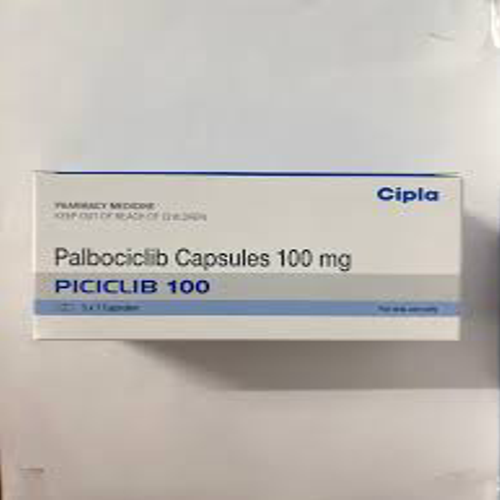 Cipla
PHARMACY MEDICINE
KEEP OUT OF REACH OF CHILDREN
Palbociclib Capsules 100 mg
PICICLIB 100
Capsules
For oral use only